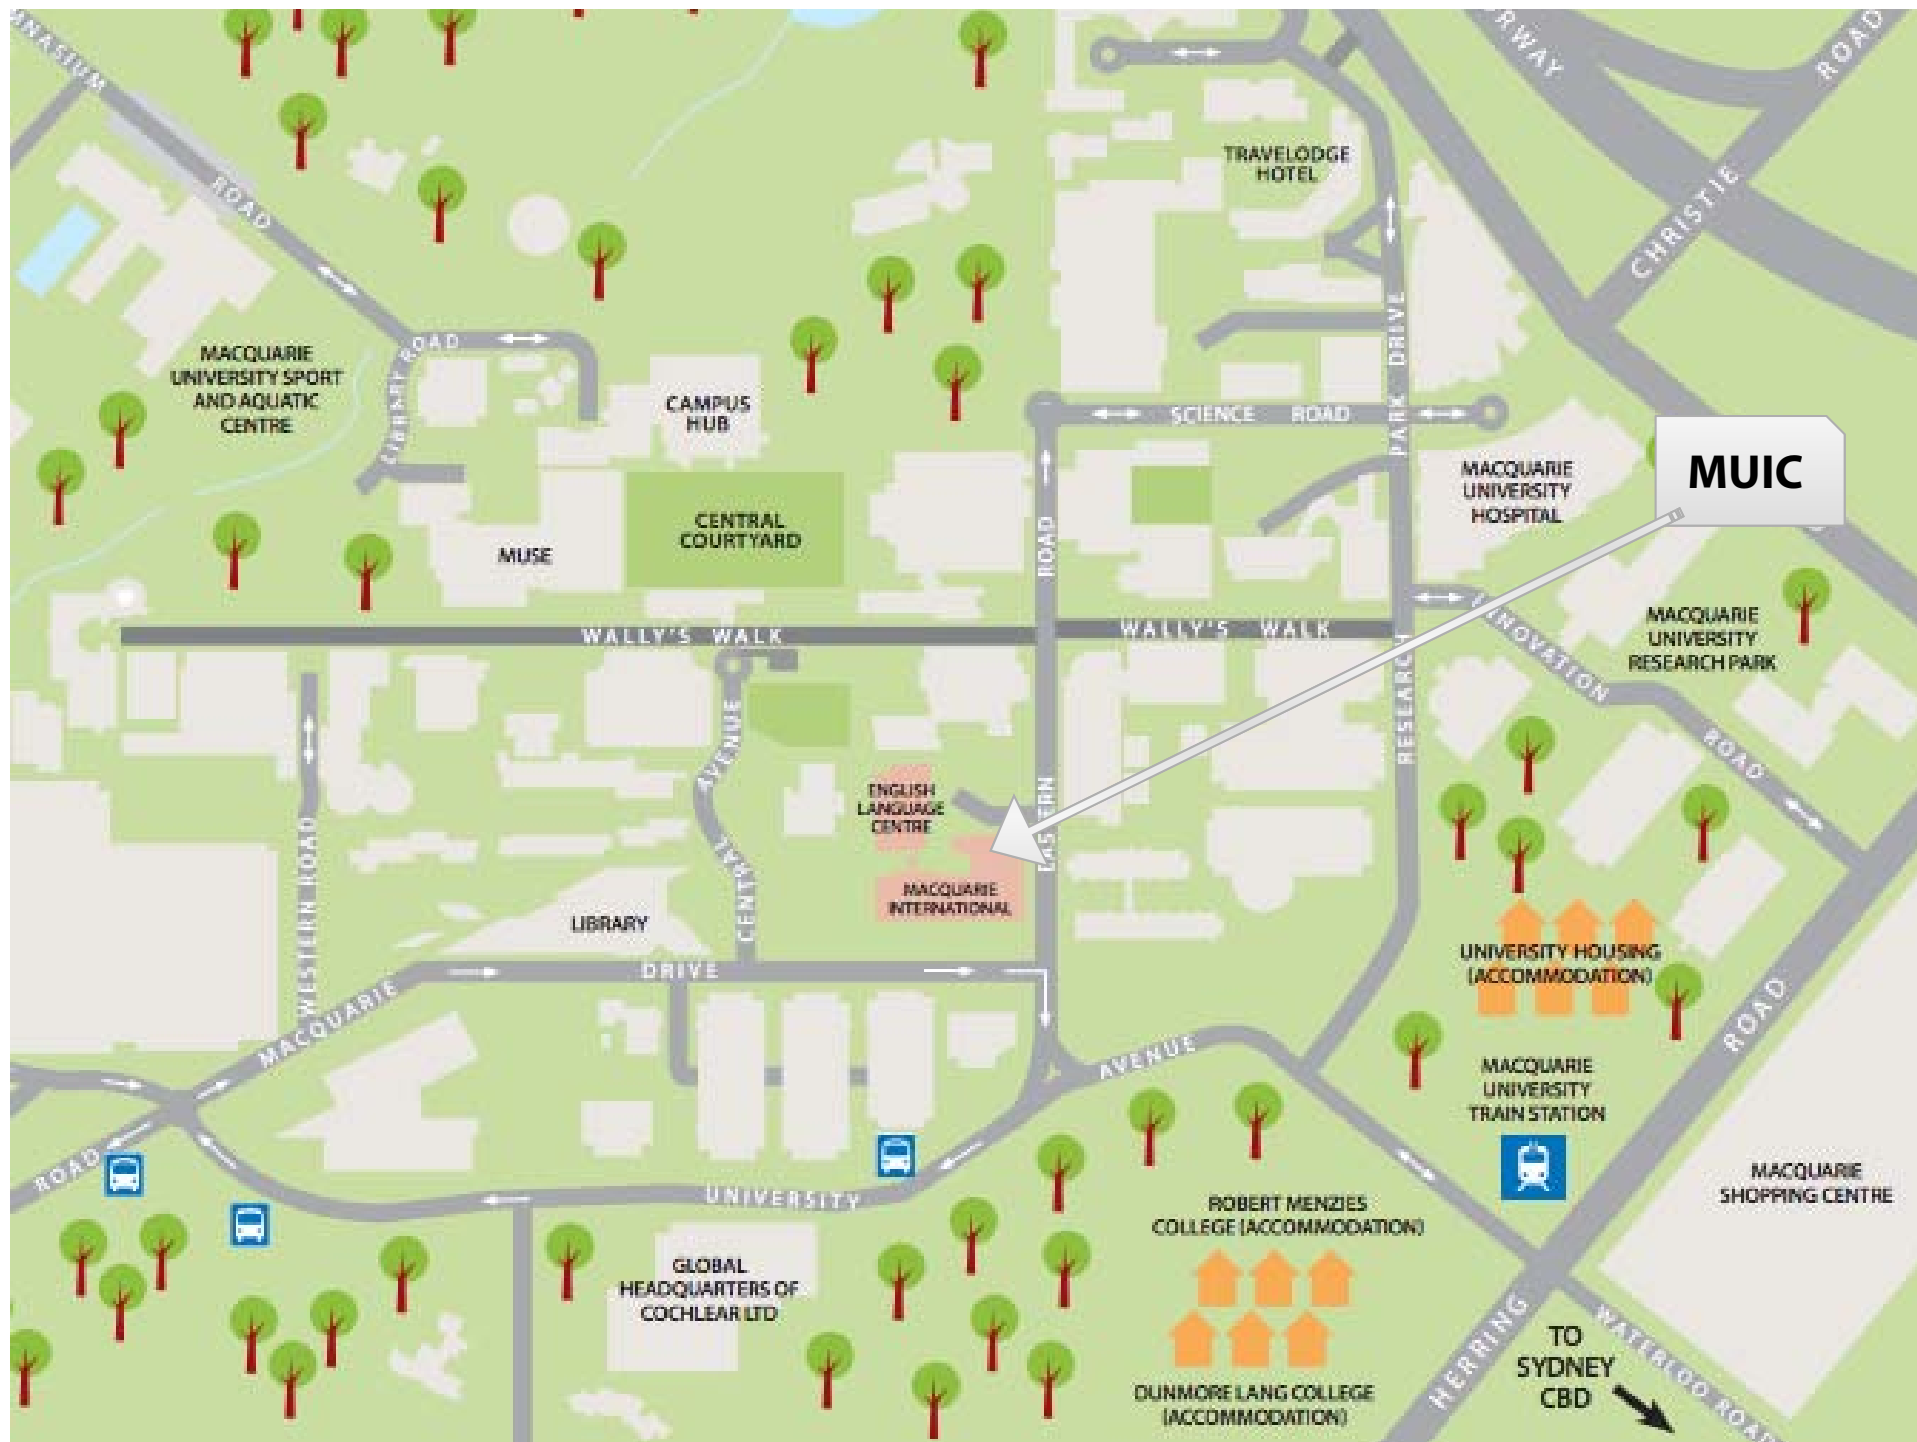 NASIUM
ROAD
RWAY
ROAD
CHRISTIE
TRAVELODGE
HOTEL
MACQUARIE
UNIVERSITY SPORT
AND AQUATIC
CENTRE
LIBRARY ROAD
CAMPUS
HUB
SCIENCE ROAD
PARK DRIVE
MACQUARIE
UNIVERSITY
HOSPITAL
MUIC
CENTRAL
COURTYARD
MUSE
ROAD
WALLY'S WALK
WALLY'S WALK
INNOVATION
ROAD
MACQUARIE
UNIVERSITY
RESEARCH PARK
RESEARCH
AVENUE
CENTRAL
ENGLISH
LANGUAGE
CENTRE
EASTERN
MACQUARIE
INTERNATIONAL
WESTERN ROAD
LIBRARY
MACQUARIE
DRIVE
UNIVERSITY HOUSING
(ACCOMMODATION)
ROAD
AVENUE
MACQUARIE
UNIVERSITY
TRAIN STATION
ROAD
UNIVERSITY
MACQUARIE
SHOPPING CENTRE
ROBERT MENZIES
COLLEGE (ACCOMMODATION)
GLOBAL
HEADQUARTERS OF
COCHLEAR LTD
HERRING
TO
SYDNEY
CBD
WATERLOO ROAD
DUNMORE LANG COLLEGE
(ACCOMMODATION)